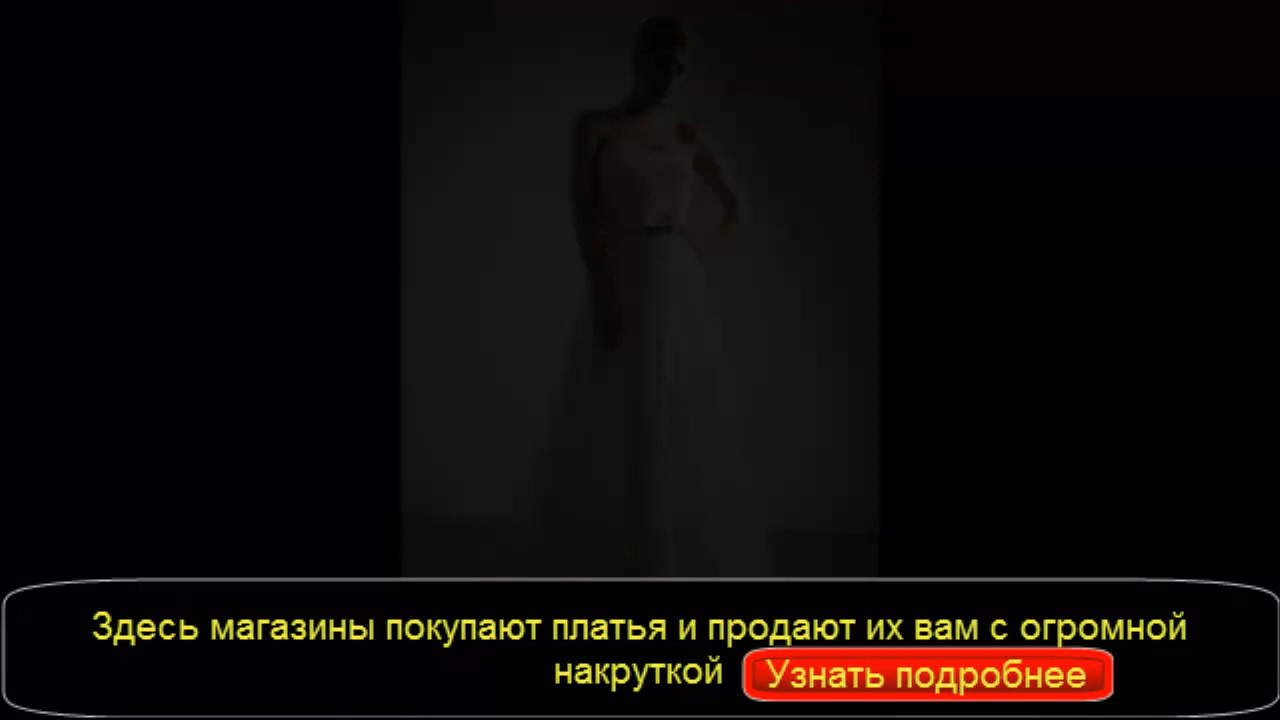 Здесь магазины покупают платья и продают их вам с огромной
накруткой Узнать подробнее